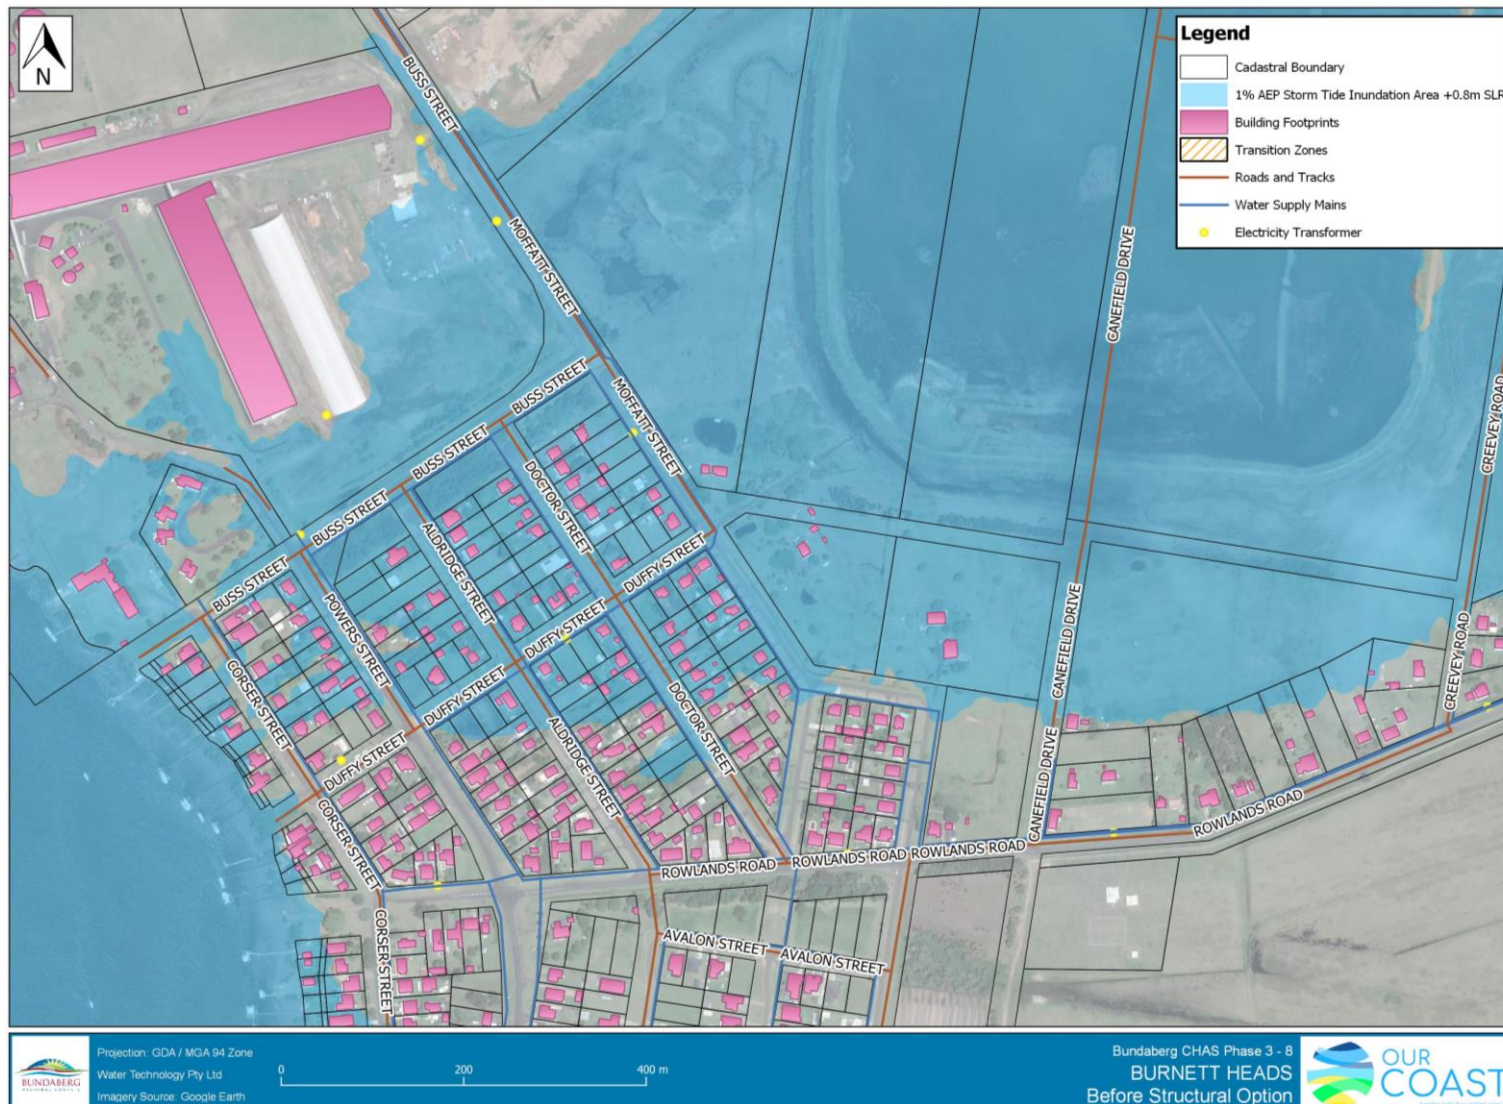 N
Legend
Cadastral Boundary
1% AEP Storm Tide Inundation Area +0.8m SLR
Building Footprints
Transition Zones
Roads and Tracks
Water Supply Mains
Electricity Transformer
BUSS STREET
MOFFATT STREET
CANEFIELD DRIVE
CREEVEY ROAD
BUSS STREET
MOFFATT STREET
BUSS STREET
DOCTOR STREET
BUSS STREET
ALDRIDGE STREET
DUFFY STREET
BUSS STREET
POWERS STREET
DUFFY STREET
CANEFIELD DRIVE
CREEVEY ROAD
CORSER STREET
DUFFY STREET
DOCTOR STREET
ALDRIDGE STREET
DUFFY STREET
CANEFIELD DRIVE
CORSER STREET
ROWLANDS ROAD
ROWLANDS ROAD
ROWLANDS ROAD
ROWLANDS ROAD
CORSER STREET
AVALON STREET
AVALON STREET
BUNDABERG
Projection: GDA / MGA 94 Zone
Water Technology Pty Ltd
Imagery Source: Google Earth
0 200 400 m
Bundaberg CHAS Phase 3 - 8
BURNETT HEADS
Before Structural Option
OUR
COAST